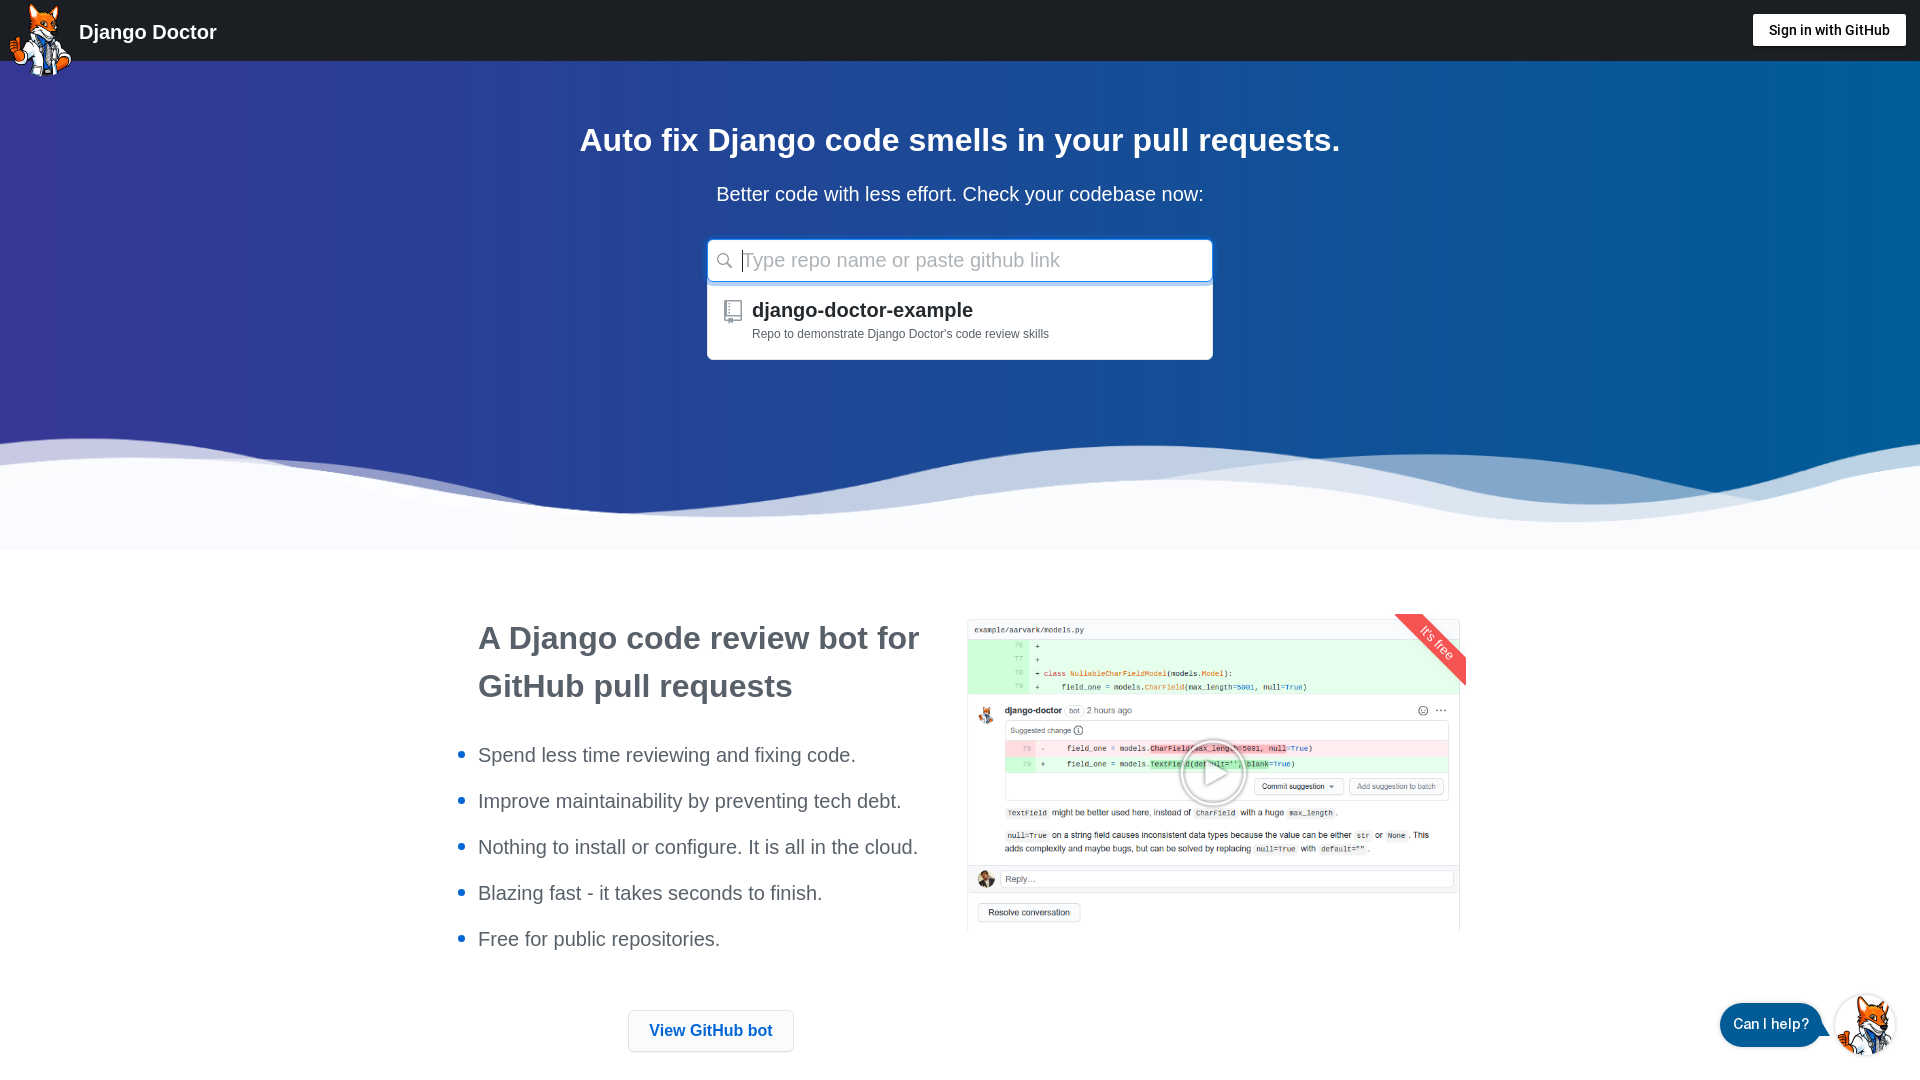 Django Doctor
Sign in with GitHub
Auto fix Django code smells in your pull requests.
Better code with less effort. Check your codebase now:
Type repo name or paste github link
django-doctor-example
Repo to demonstrate Django Doctor's code review skills
A Django code review bot for
GitHub pull requests
Spend less time reviewing and fixing code.
Improve maintainability by preventing tech debt.
Nothing to install or configure. It is all in the cloud.
Blazing fast - it takes seconds to finish.
Free for public repositories.
View GitHub bot
example/aarvark/models.py
It's free
76 +
77 +
78 + class NullableCharFieldModel(models.Model):
79 + field_one = models.CharField(max_length=5001, null=True)
django-doctor bot 2 hours ago
Suggested change
79 - field_one = models.CharField(max_length=5001, null=True)
79 + field_one = models.TextField(default='', blank=True)
Commit suggestion
Add suggestion to batch
TextField might be better used here, instead of CharField with a huge max_length.
null=True on a string field causes inconsistent data types because the value can be either str or None. This
adds complexity and maybe bugs, but can be solved by replacing null=True with default="".
Reply...
Resolve conversation
Can I help?